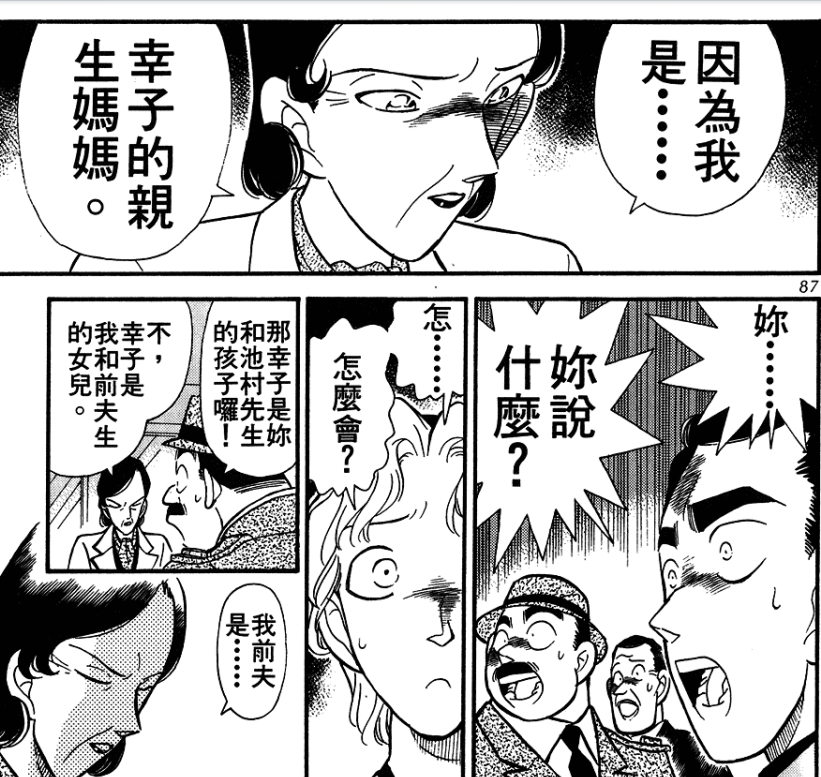 因為我
是……
幸子的親
生媽媽。
87
妳……
妳說
什麼？
怎……
怎麼會？
那幸子是妳
和池村先生
的孩子囉！
不，
幸子是
我和前夫生
的女兒。
我前夫
是……